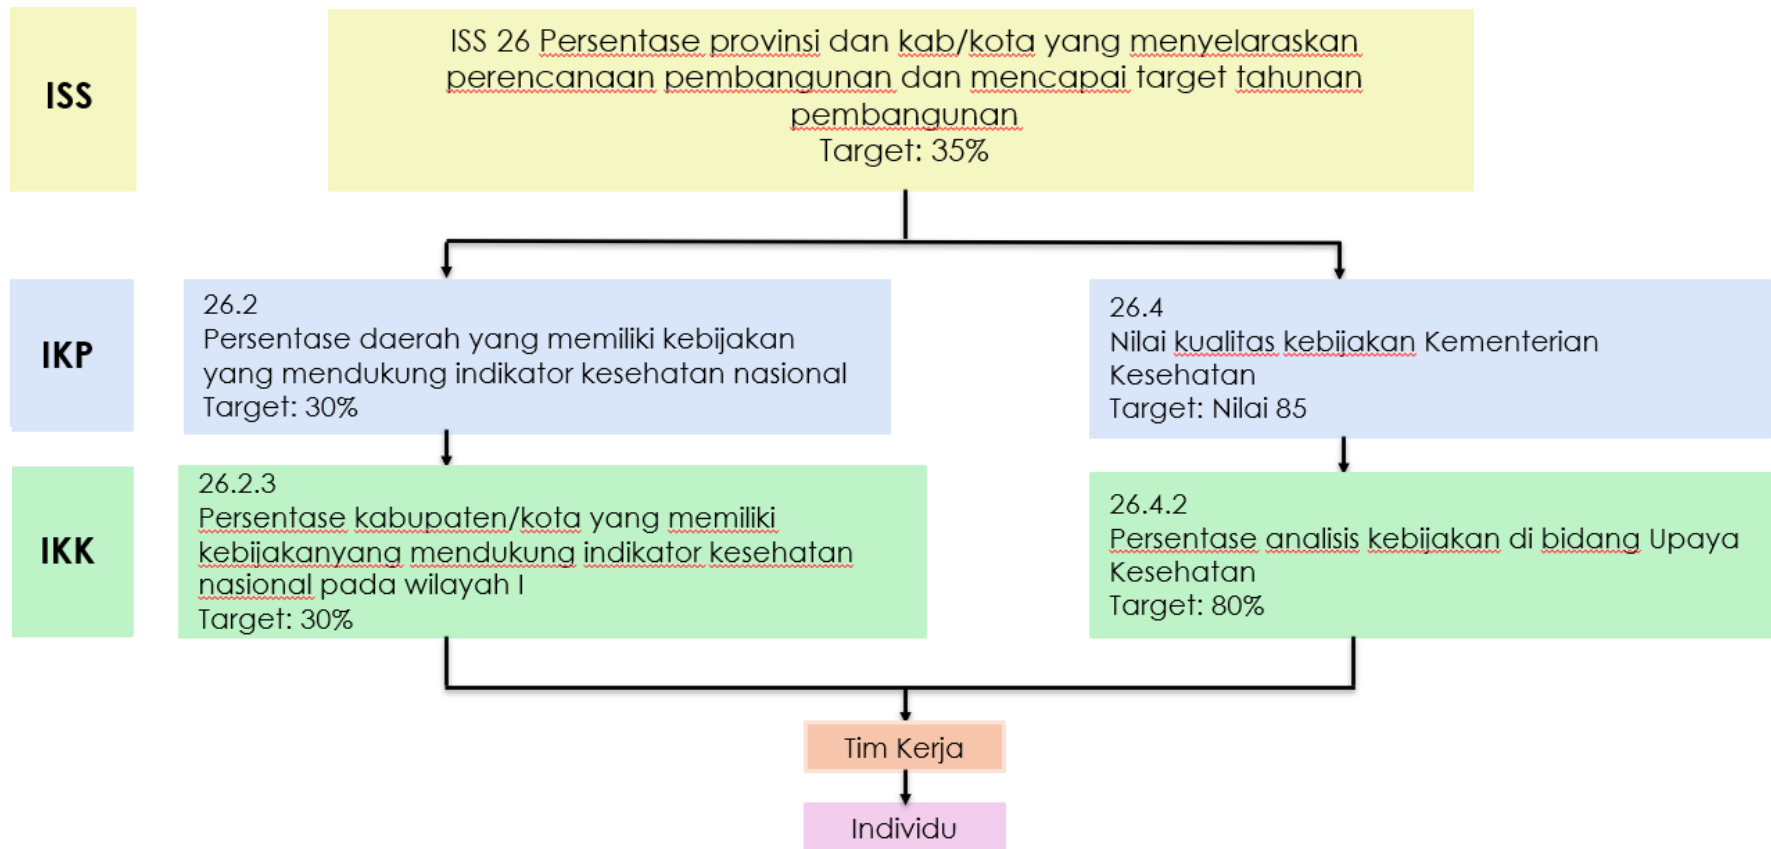 ISS
ISS 26 Persentase provinsi dan kab/kota yang menyelaraskan
perencanaan pembangunan dan mencapai target tahunan
pembangunan
Target: 35%
IKP
26.2
Persentase daerah yang memiliki kebijakan
yang mendukung indikator kesehatan nasional
Target: 30%
26.4
Nilai kualitas kebijakan Kementerian
Kesehatan
Target: Nilai 85
IKK
26.2.3
Persentase kabupaten/kota yang memiliki
kebijakanyang mendukung indikator kesehatan
nasional pada wilayah I
Target: 30%
26.4.2
Persentase analisis kebijakan di bidang Upaya
Kesehatan
Target: 80%
Tim Kerja
Individu